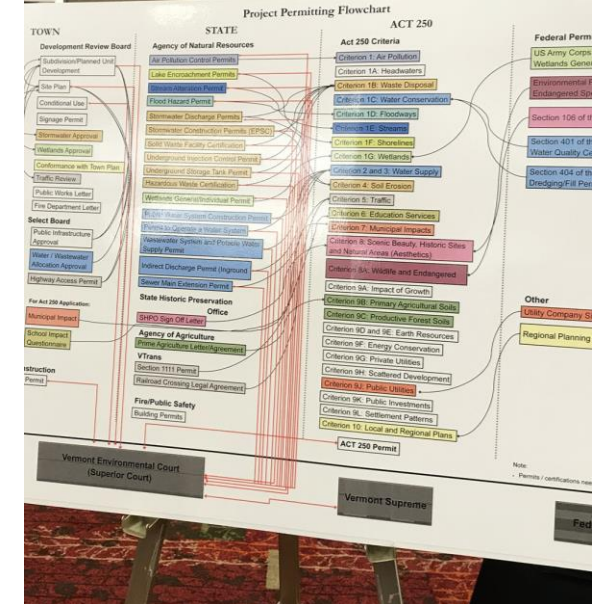 Project Permitting Flowchart
TOWN
Development Review Board
Subdivision/Planned Unit
Development
Site Plan
Conditional Use
Signage Permit
Stormwater Approval
Wetlands Approval
Conformance with Town Plan
Traffic Review
Public Works Letter
Fire Department Letter
Select Board
Public Infrastructure
Approval
Water / Wastewater
Allocation Approval
Highway Access Permit
For Act 250 Application:
Municipal Impact
School Impact
Questionnaire
Permit
STATE
Agency of Natural Resources
Air Pollution Control Permits
Lake Encroachment Permits
Stream Alteration Permit
Flood Hazard Permit
Stormwater Discharge Permits
Stormwater Construction Permits (EPSC)
Solid Waste Facility Certification
Underground Injection Control Permit
Underground Storage Tank Permit
Hazardous Waste Certification
Wetlands General/Individual Permit
Public Water System Construction Permit
Permit to Operate a Water System
Wastewater System and Potable Water
Supply Permit
Indirect Discharge Permit (Inground
Sewer Main Extension Permit
State Historic Preservation
Office
SHPO Sign Off Letter
Agency of Agriculture
Prime Agriculture Letter/Agreement
VTrans
Section 1111 Permit
Railroad Crossing Legal Agreement
Fire/Public Safety
Building Permits
ACT 250
Act 250 Criteria
Criterion 1: Air Pollution
Criterion 1A: Headwaters
Criterion 1B: Waste Disposal
Criterion 1C: Water Conservation
Criterion 1D: Floodways
Criterion 1E: Streams
Criterion 1F: Shorelines
Criterion 1G: Wetlands
Criterion 2 and 3: Water Supply
Criterion 4: Soil Erosion
Criterion 5: Traffic
Criterion 6: Education Services
Criterion 7: Municipal Impacts
Criterion 8: Scenic Beauty, Historic Sites
and Natural Areas (Aesthetics)
Criterion 8A: Wildlife and Endangered
Criterion 9A: Impact of Growth
Criterion 9B: Primary Agricultural Soils
Criterion 9C: Productive Forest Soils
Criterion 9D and 9E: Earth Resources
Criterion 9F: Energy Conservation
Criterion 9G: Private Utilities
Criterion 9H: Scattered Development
Criterion 9J: Public Utilities
Criterion 9K: Public Investments
Criterion 9L: Settlement Patterns
Criterion 10: Local and Regional Plans
ACT 250 Permit
Federal Perm
US Army Corps
Wetlands Gener
Environmental
Endangered Spe
Section 106 of th
Section 401 of th
Water Quality Ce
Section 404 of th
Dredging/Fill Per
Other
Utility Company
Regional Planning
Note:
- Permits / certifications nee
Vermont Environmental Court
(Superior Court)
Vermont Supreme
Fed